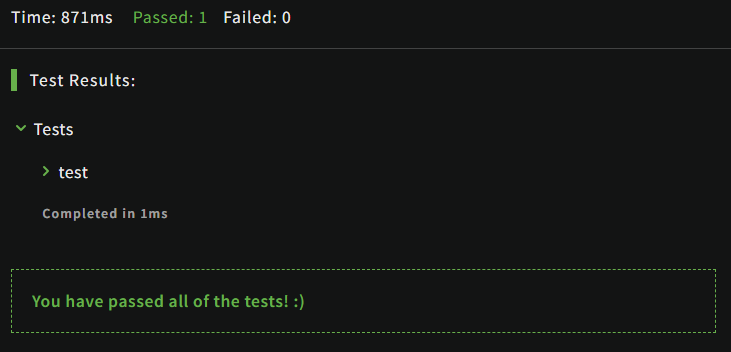 Time: 871ms Passed: 1 Failed: 0
Test Results:
Tests
test
Completed in 1ms
You have passed all of the tests! :)